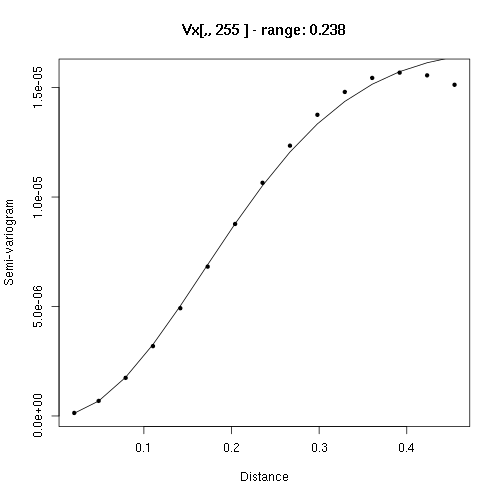 Vx[,, 255 ] - range: 0.238
Semi-variogram
1.5e-05
1.0e-05
5.0e-06
0.0e+00
0.1 0.2 0.3 0.4
Distance